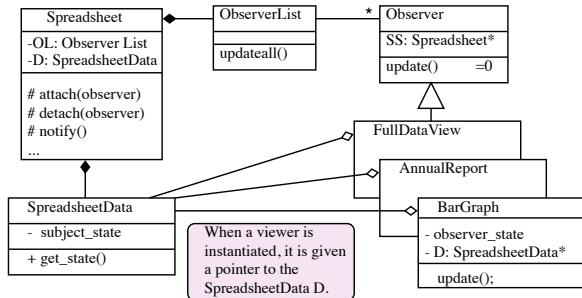 Spreadsheet
-OL: Observer List
-D: SpreadsheetData
# attach(observer)
# detach(observer)
# notify()
...
ObserverList
updateall()
*
Observer
SS: Spreadsheet*
update() =0
FullDataView
AnnualReport
BarGraph
- observer_state
- D: SpreadsheetData*
update();
SpreadsheetData
- subject_state
+ get_state()
When a viewer is
instantiated, it is given
a pointer to the
SpreadsheetData D.